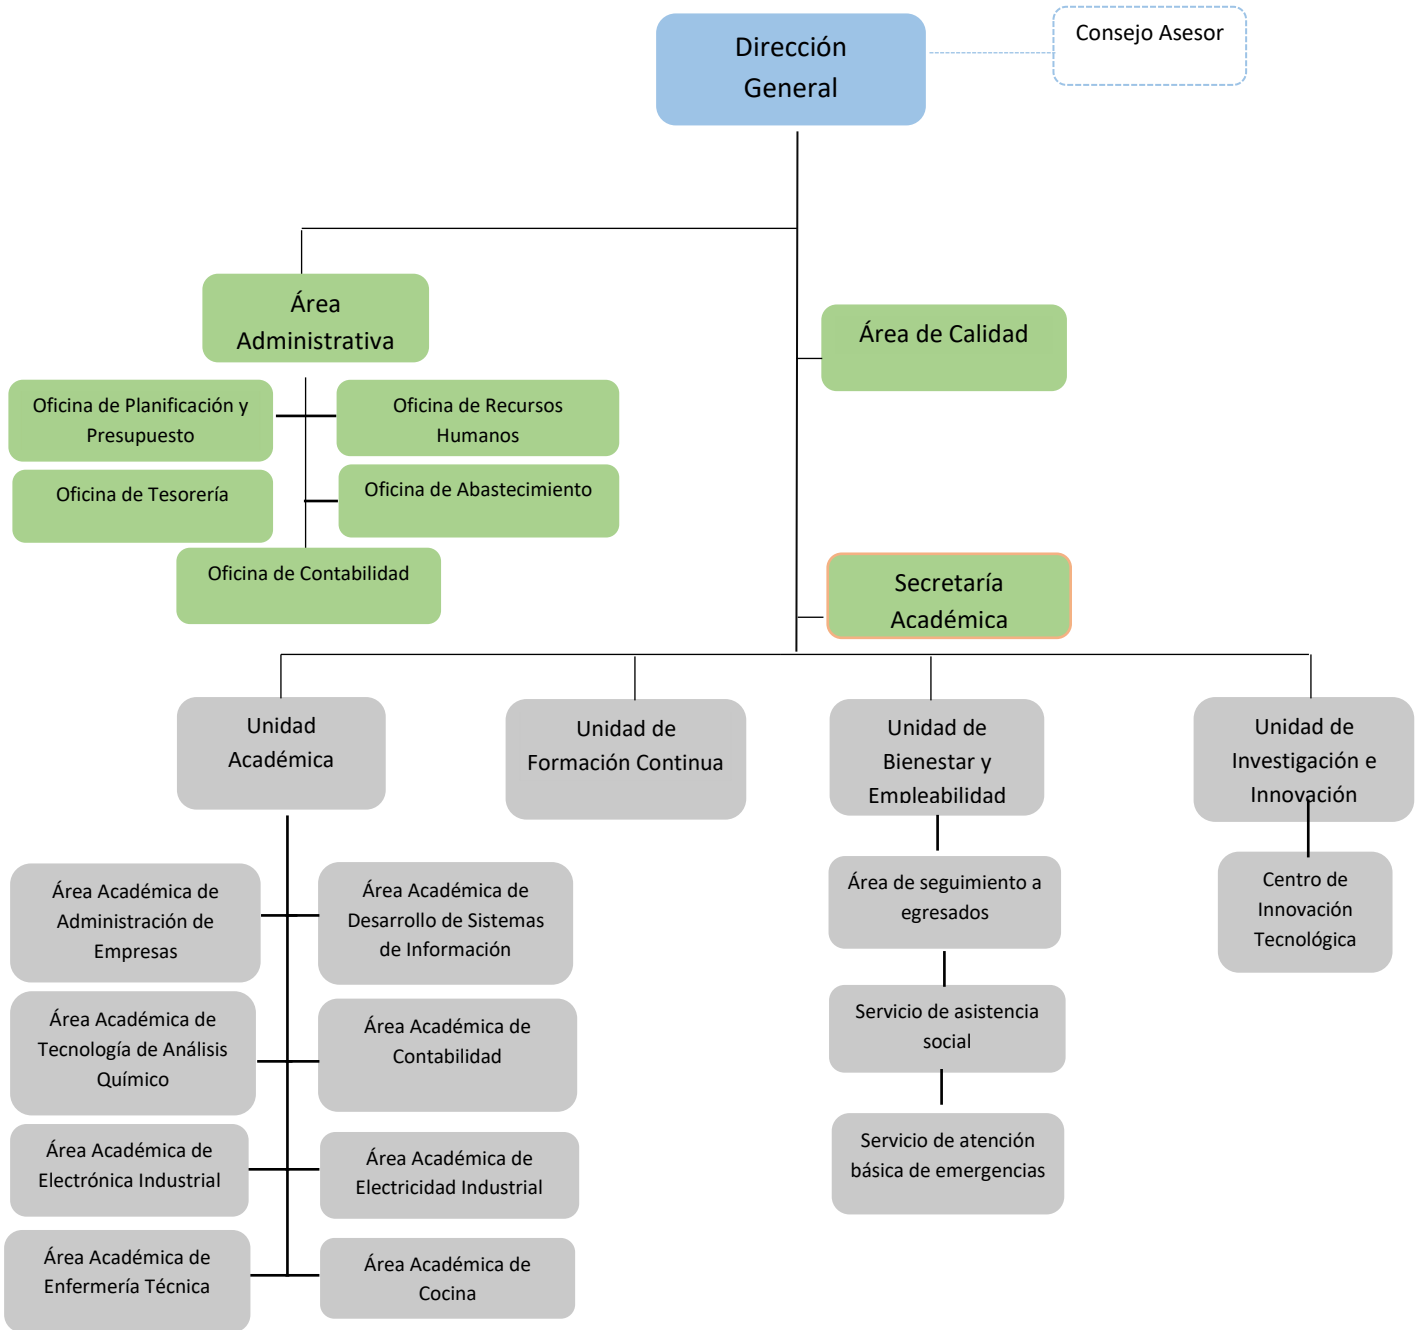 Dirección
General
Consejo Asesor
Área
Administrativa
Área de Calidad
Oficina de Planificación y
Presupuesto
Oficina de Recursos
Humanos
Oficina de Tesorería
Oficina de Abastecimiento
Oficina de Contabilidad
Secretaría
Académica
Unidad
Académica
Unidad de
Formación Continua
Unidad de
Bienestar y
Empleabilidad
Unidad de
Investigación e
Innovación
Área Académica de
Administración de
Empresas
Área Académica de
Desarrollo de Sistemas
de Información
Área de seguimiento a
egresados
Centro de
Innovación
Tecnológica
Área Académica de
Tecnología de Análisis
Químico
Área Académica de
Contabilidad
Servicio de asistencia
social
Área Académica de
Electrónica Industrial
Área Académica de
Electricidad Industrial
Servicio de atención
básica de emergencias
Área Académica de
Enfermería Técnica
Área Académica de
Cocina